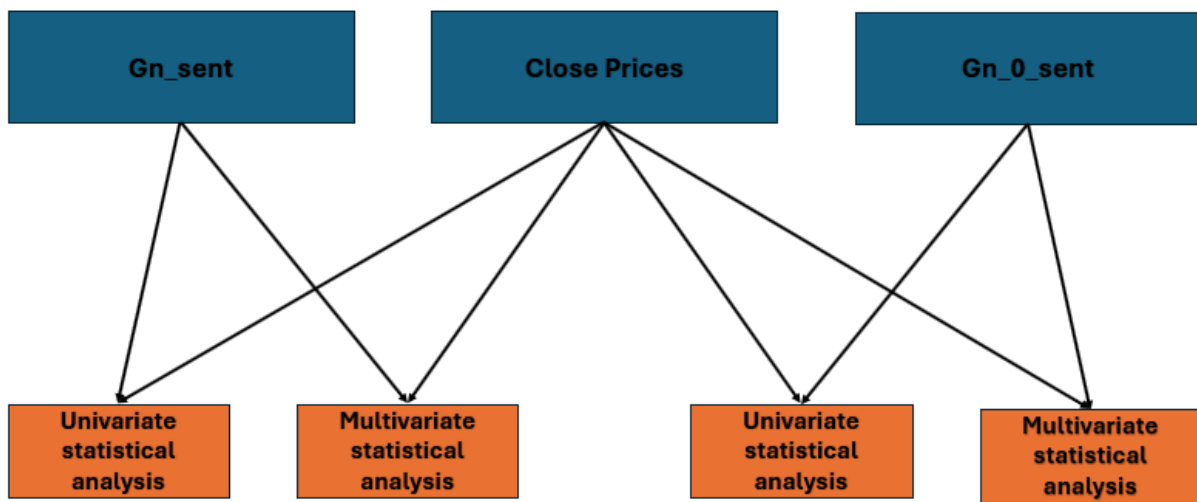 Gn_sent
Close Prices
Gn_0_sent
Univariate
statistical
analysis
Multivariate
statistical
analysis
Univariate
statistical
analysis
Multivariate
statistical
analysis